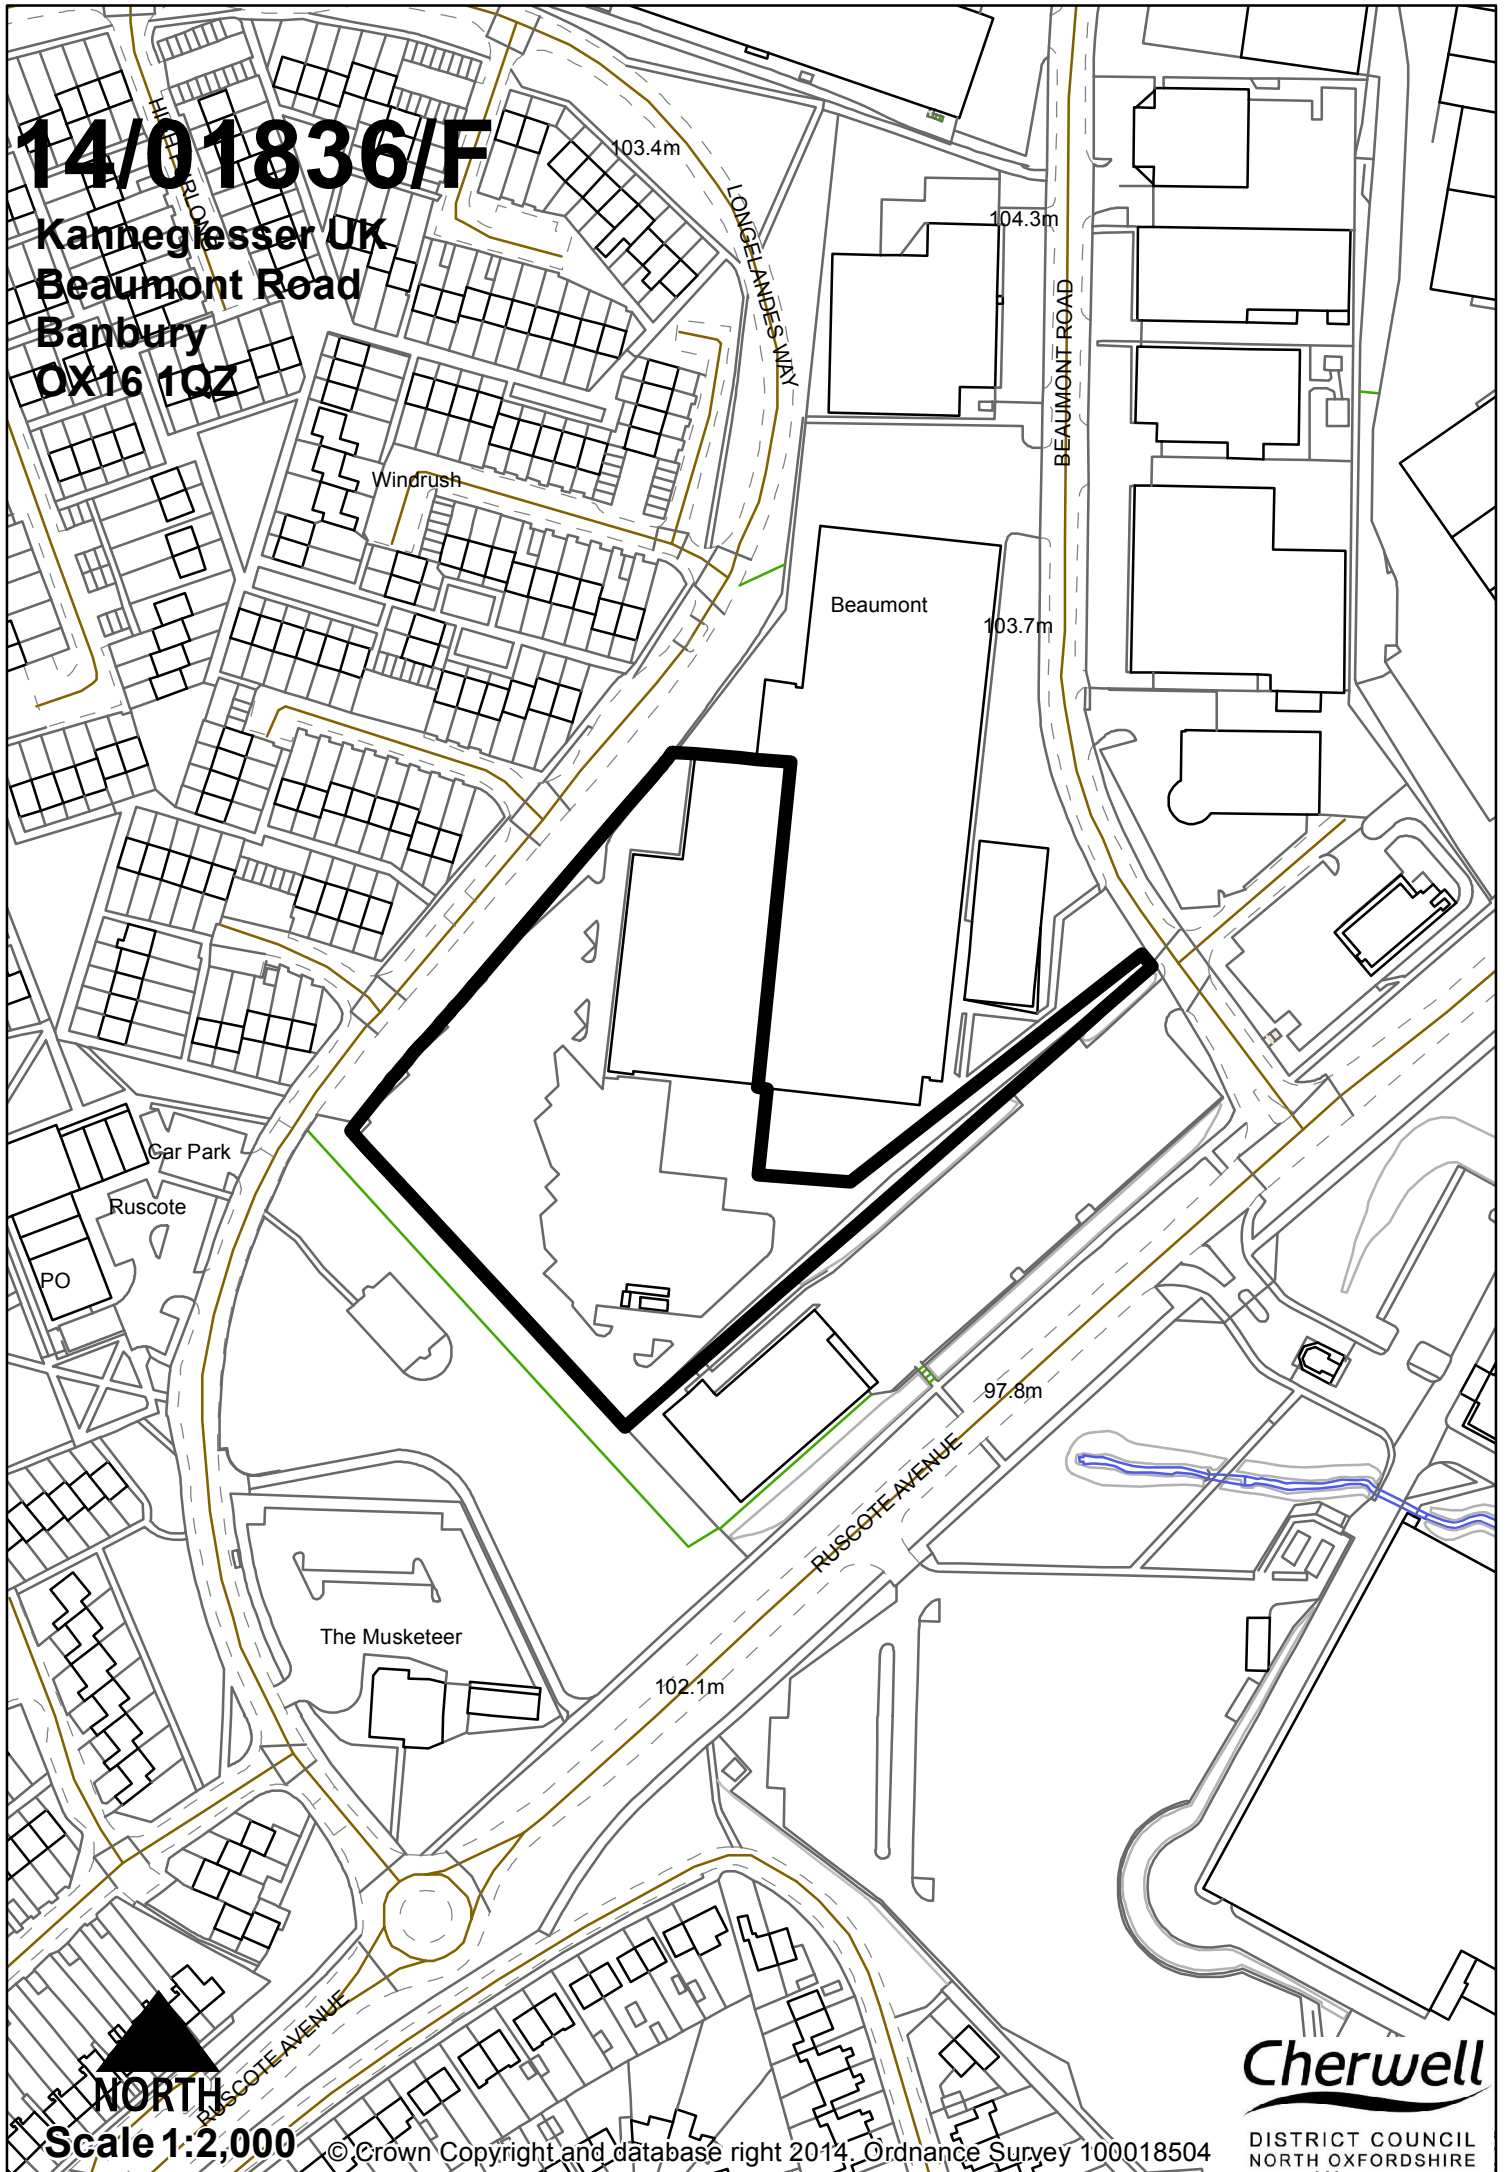 14/01836/F
Kannegiesser UK
Beaumont Road
Banbury
OX16 1QZ
HIGH FURLONG
103.4m
LONGELANDES WAY
104.3m
BEAUMONT ROAD
Windrush
Beaumont
103.7m
Car Park
Ruscote
PO
97.8m
RUSCOTE AVENUE
The Musketeer
102.1m
RUSCOTE AVENUE
NORTH
Scale 1:2,000
© Crown Copyright and database right 2014. Ordnance Survey 100018504
Cherwell
DISTRICT COUNCIL
NORTH OXFORDSHIRE